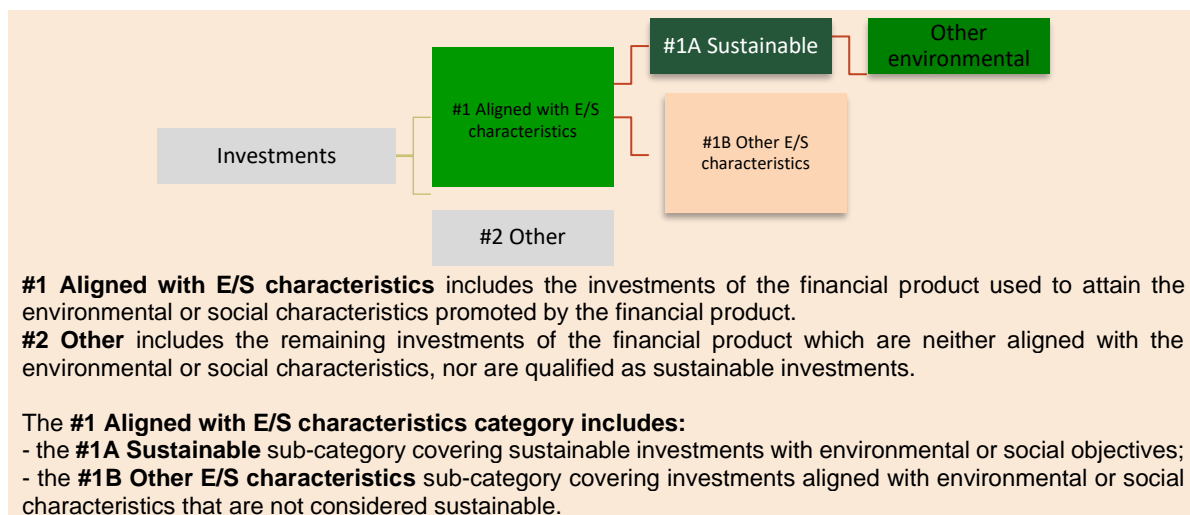 #1A Sustainable
Other
environmental
#1 Aligned with E/S
characteristics
#1B Other E/S
characteristics
Investments
#2 Other
#1 Aligned with E/S characteristics includes the investments of the financial product used to attain the
environmental or social characteristics promoted by the financial product.
#2 Other includes the remaining investments of the financial product which are neither aligned with the
environmental or social characteristics, nor are qualified as sustainable investments.
The #1 Aligned with E/S characteristics category includes:
- the #1A Sustainable sub-category covering sustainable investments with environmental or social objectives;
- the #1B Other E/S characteristics sub-category covering investments aligned with environmental or social
characteristics that are not considered sustainable.